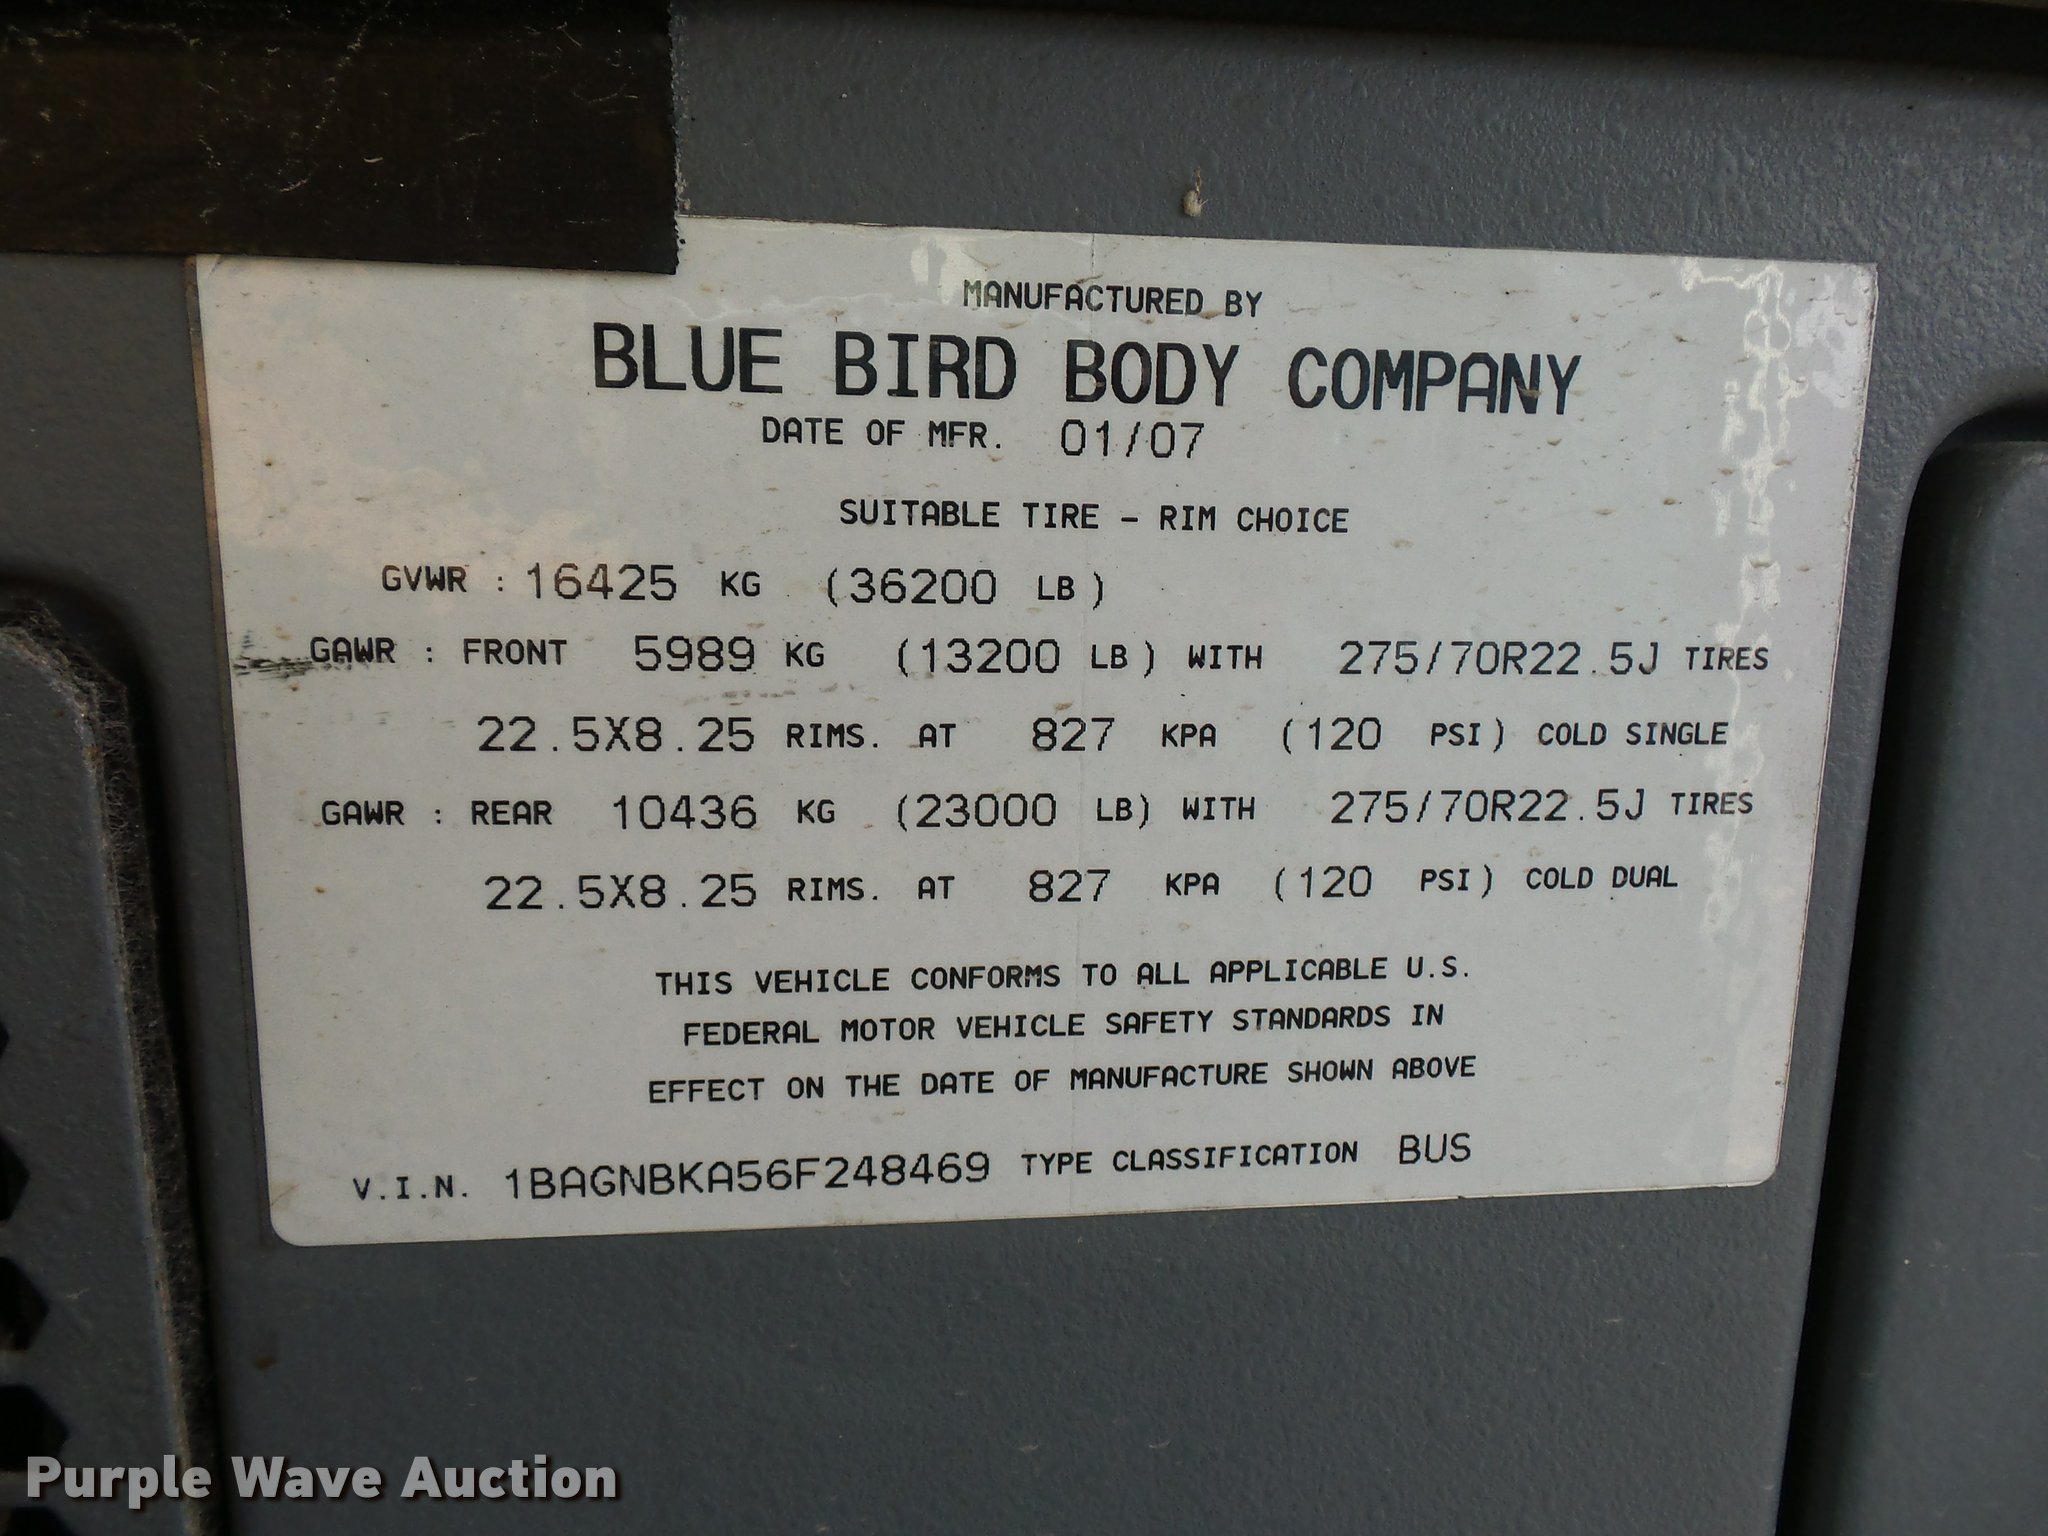 MANUFACTURED BY
BLUE BIRD BODY COMPANY
DATE OF MFR. 01/07
SUITABLE TIRE - RIM CHOICE
GVWR : 16425 KG (36200 LB)
GAWR : FRONT 5989 KG (13200 LB) WITH 275/70R22.5J TIRES
22.5X8.25 RIMS. AT 827 KPA (120 PSI) COLD SINGLE
GAWR : REAR 10436 KG (23000 LB) WITH 275/70R22.5J TIRES
22.5X8.25 RIMS. AT 827 KPA (120 PSI) COLD DUAL
THIS VEHICLE CONFORMS TO ALL APPLICABLE U.S.
FEDERAL MOTOR VEHICLE SAFETY STANDARDS IN
EFFECT ON THE DATE OF MANUFACTURE SHOWN ABOVE
V.I.N. 1BAGNBKA56F248469 TYPE CLASSIFICATION BUS
Purple Wave Auction